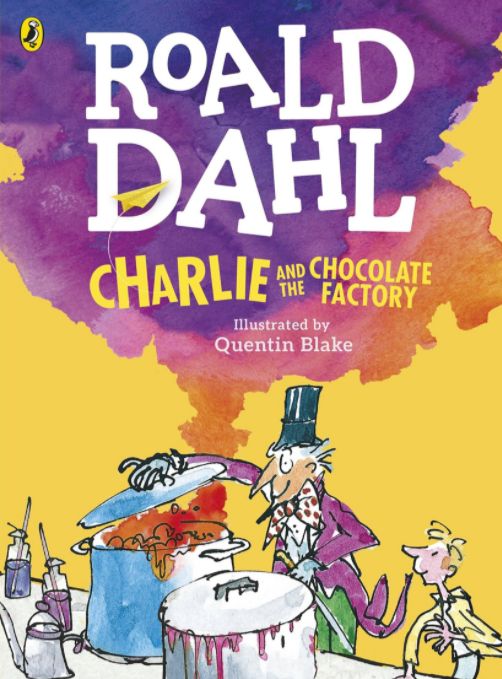 ROALD
DAHL
CHARLIE AND THE CHOCOLATE FACTORY
Illustrated by
Quentin Blake